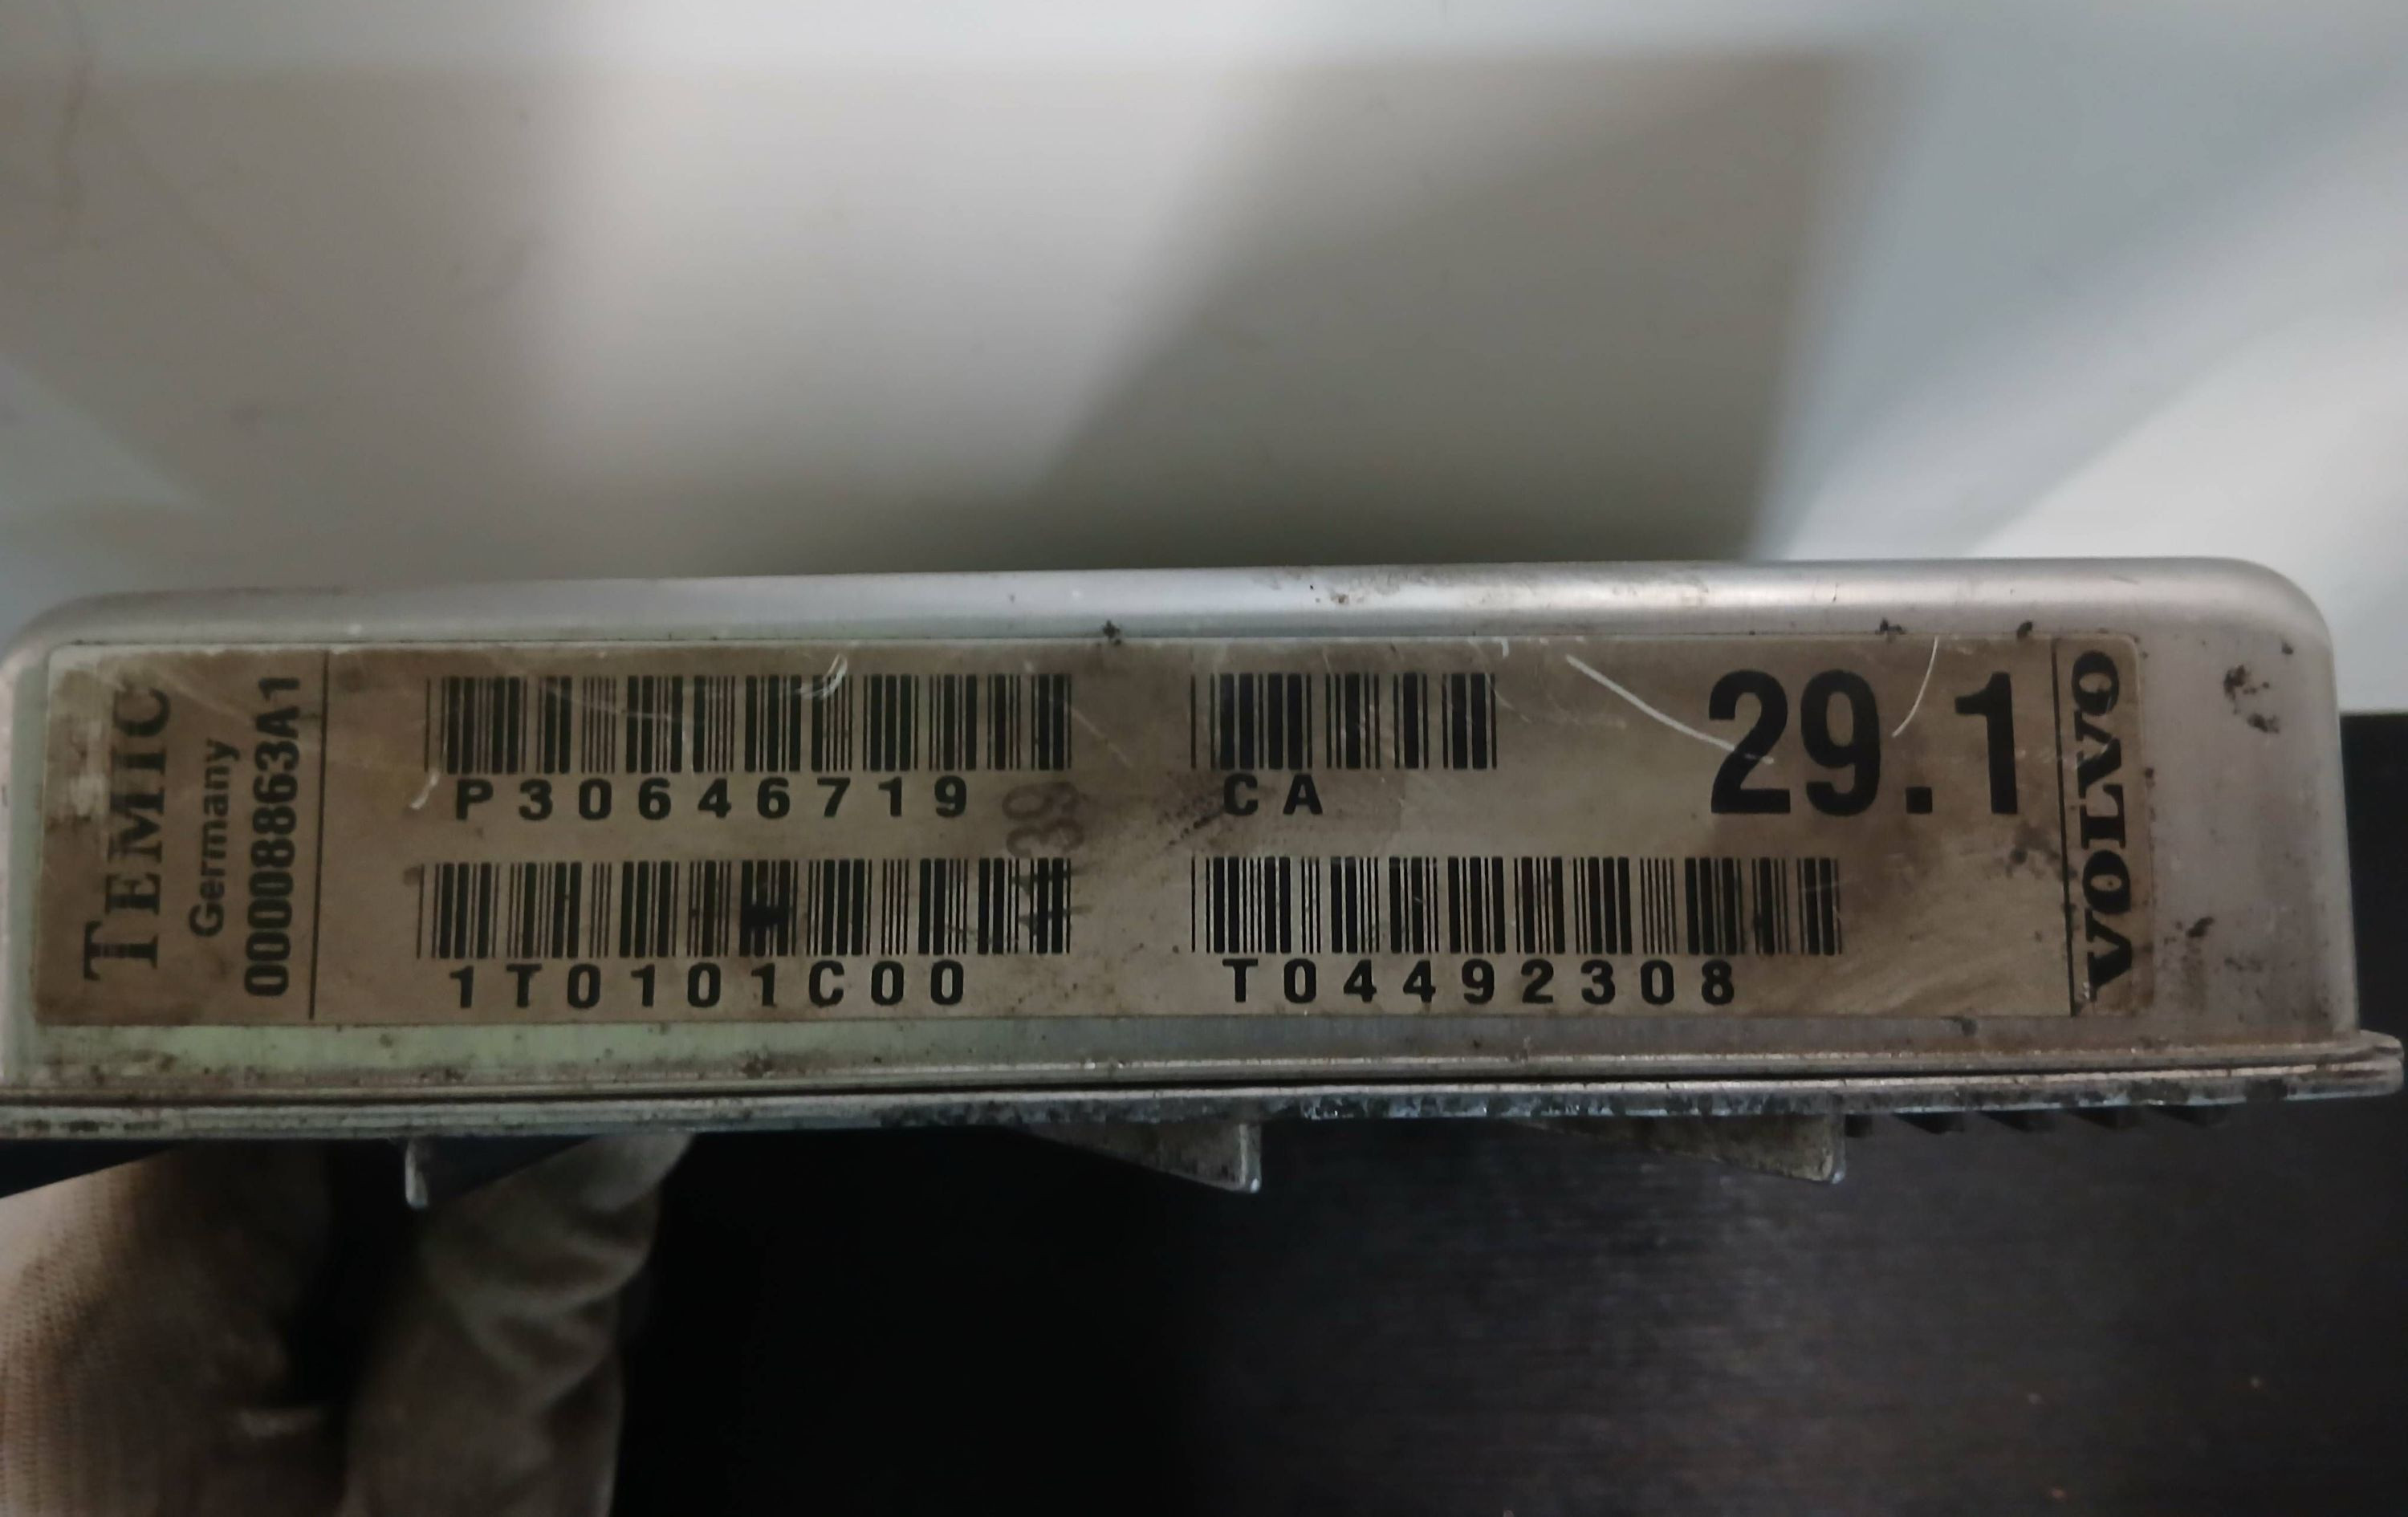 TEMIC
Germany
00008863A1
P30646719
CA
29.1
1T0101C00
T04492308
VOLVO